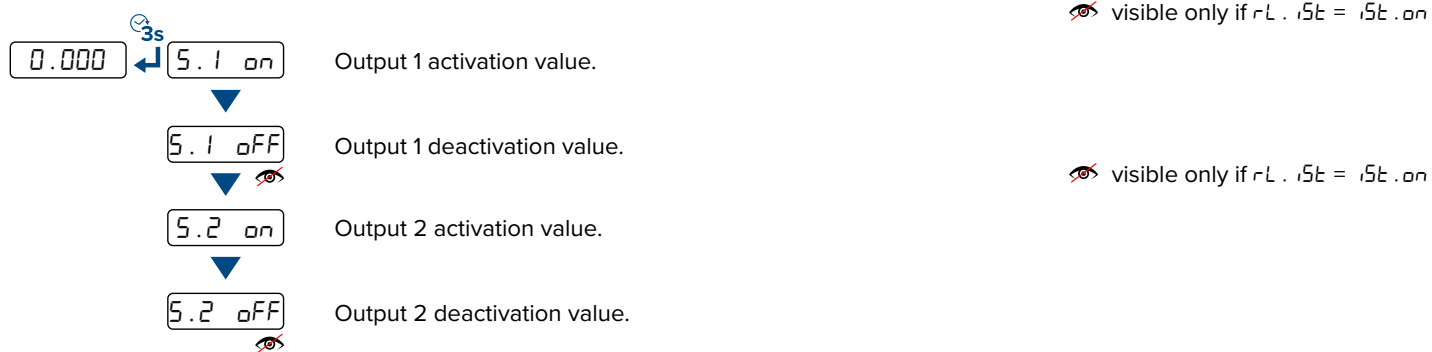 visible only if rL. iSt = iSt.on
3s
0.000 S.1 on Output 1 activation value.
S.1 oFF Output 1 deactivation value.
visible only if rL. iSt = iSt.on
S.2 on Output 2 activation value.
S.2 oFF Output 2 deactivation value.